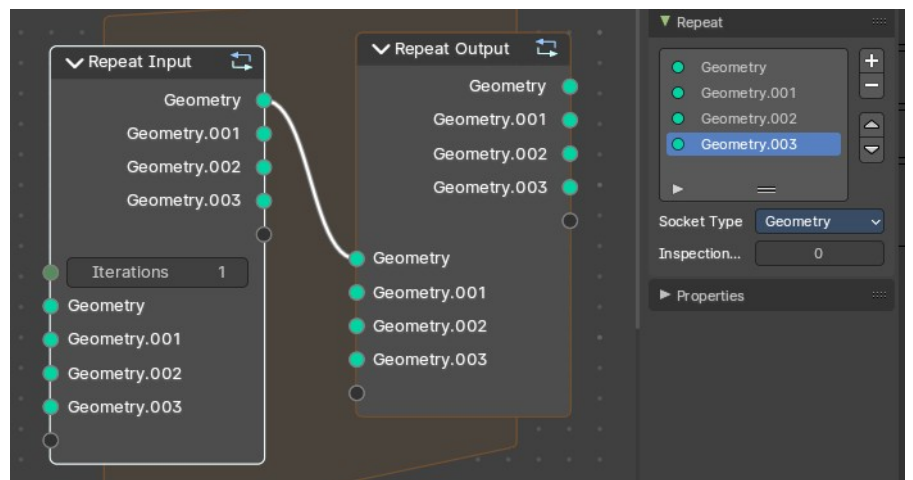 Repeat Input
Geometry
Geometry.001
Geometry.002
Geometry.003
Iterations 1
Geometry
Geometry.001
Geometry.002
Geometry.003
Repeat Output
Geometry
Geometry.001
Geometry.002
Geometry.003
Geometry
Geometry.001
Geometry.002
Geometry.003
Repeat
Geometry
Geometry.001
Geometry.002
Geometry.003
Socket Type Geometry
Inspection... 0
Properties